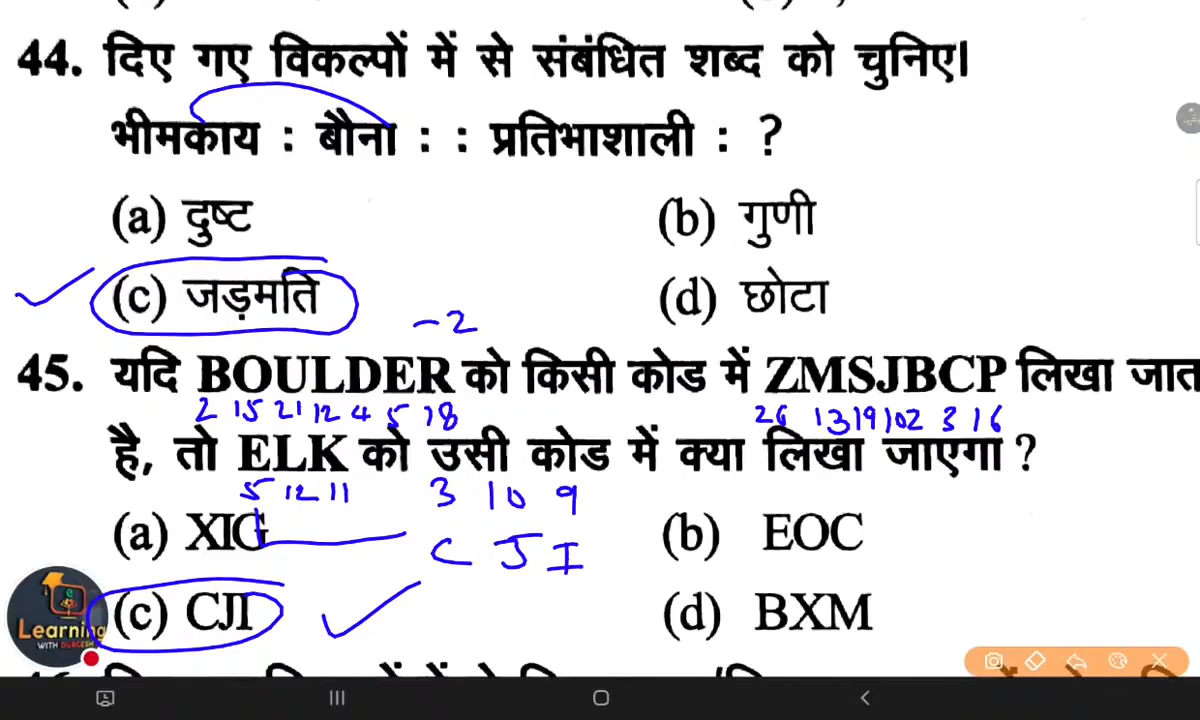 44. दिए गए विकल्पों में से संबंधित शब्द को चुनिए।
भीमकाय : बौना : : प्रतिभाशाली : ?
(a) दुष्ट (b) गुणी
(c) जड़मति (d) छोटा
-2
45. यदि BOULDER को किसी कोड में ZMSJBCP लिखा जात
2 15 21 12 4 5 18 26 13 19 10 2 3 16
है, तो ELK को उसी कोड में क्या लिखा जाएगा ?
5 12 11 3 10 9
(a) XIG (b) EOC
C J I
(c) CJI (d) BXM
Learning
WITH DURGESH